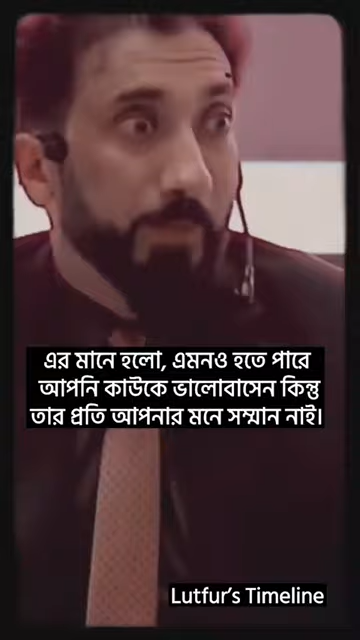 এর মানে হলো, এমনও হতে পারে
আপনি কাউকে ভালোবাসেন কিন্তু
তার প্রতি আপনার মনে সম্মান নাই।
Lutfur's Timeline